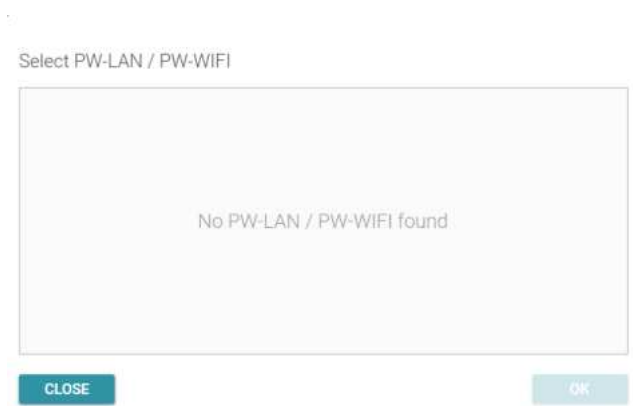 Select PW-LAN / PW-WIFI
No PW-LAN / PW-WIFI found
CLOSE
OK